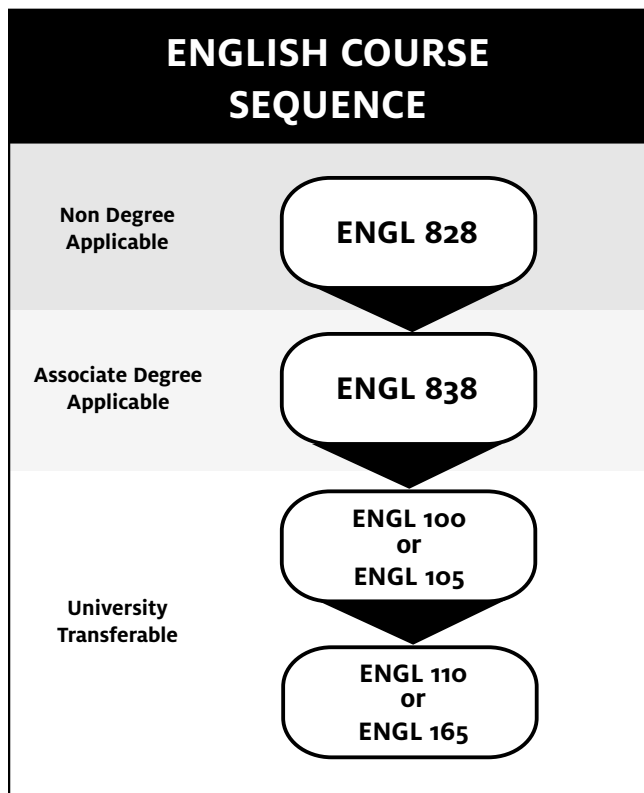 ENGLISH COURSE
SEQUENCE
Non Degree
Applicable
ENGL 828
Associate Degree
Applicable
ENGL 838
University
Transferable
ENGL 100
or
ENGL 105
ENGL 110
or
ENGL 165